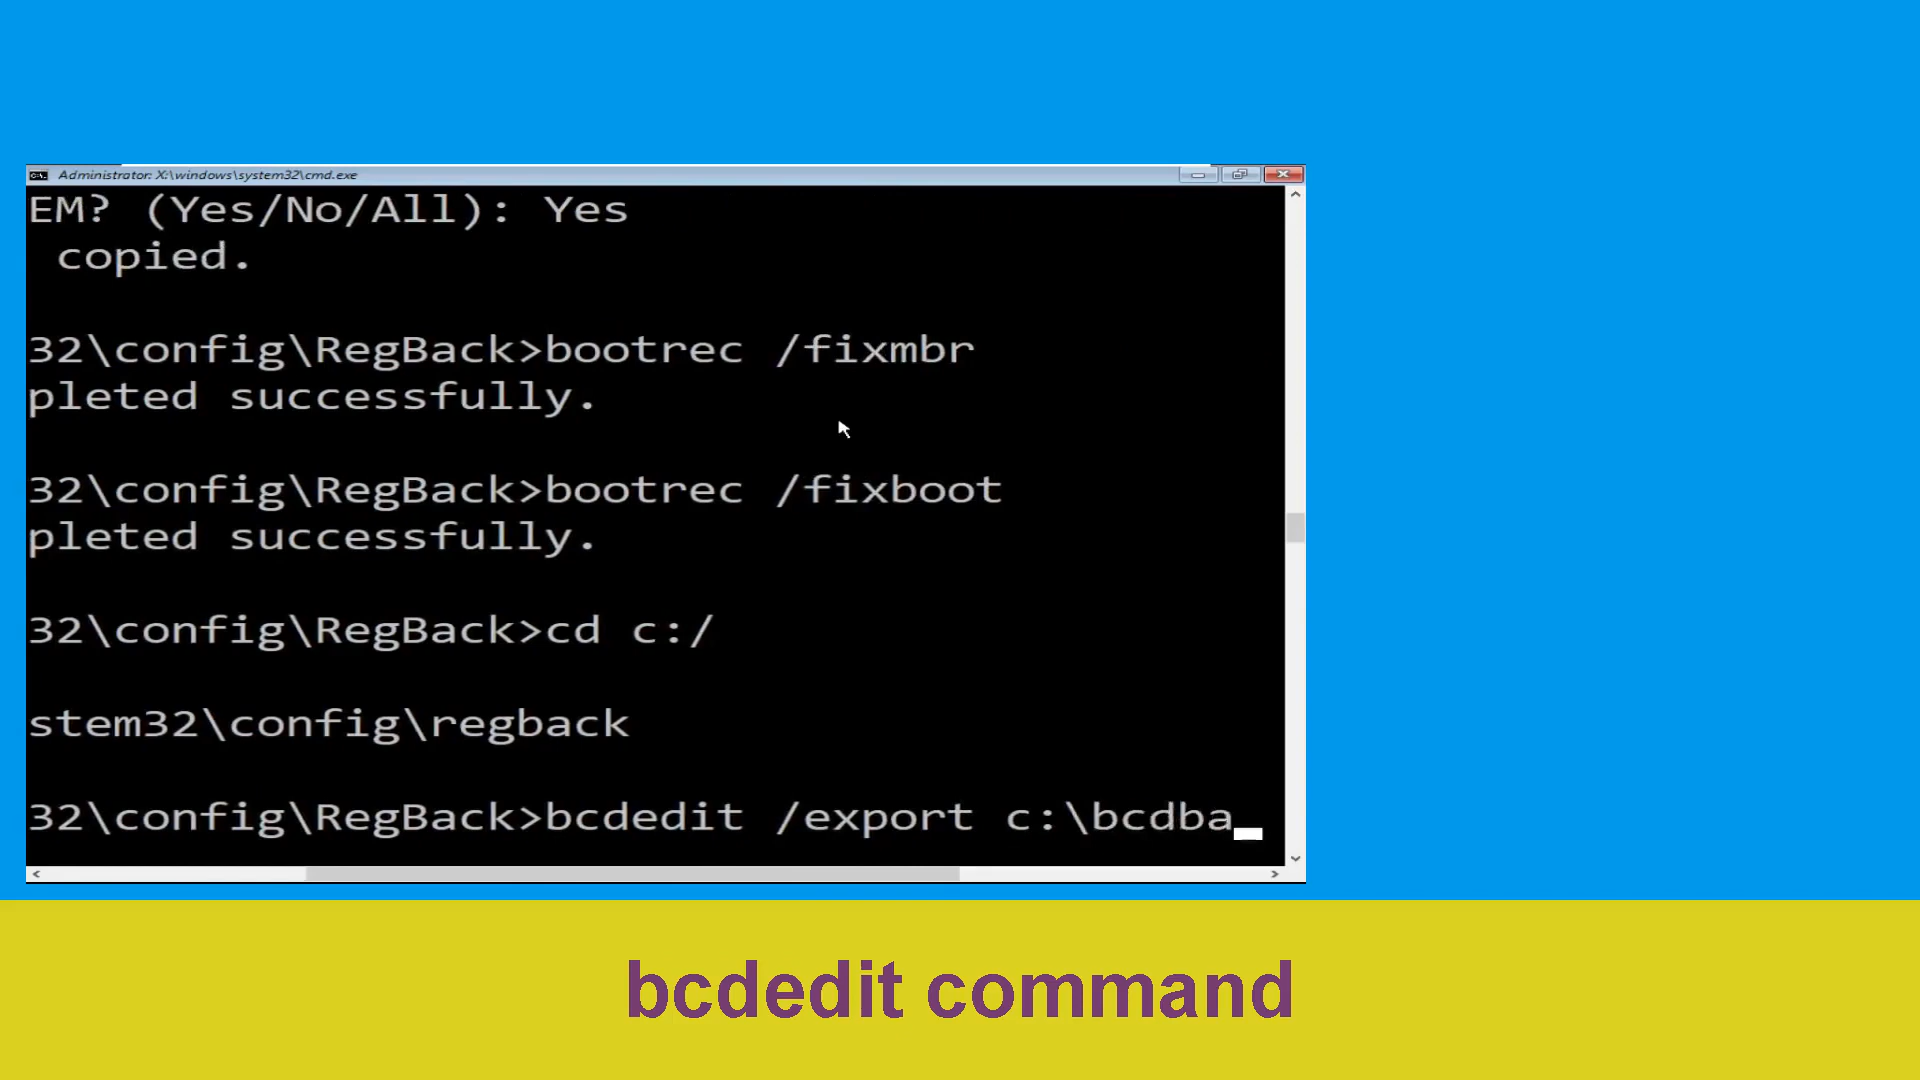 Administrator: X:\windows\system32\cmd.exe
EM? (Yes/No/All): Yes
copied.
32\config\RegBack>bootrec /fixmbr
pleted successfully.
32\config\RegBack>bootrec /fixboot
pleted successfully.
32\config\RegBack>cd c:/
stem32\config\regback
32\config\RegBack>bcdedit /export c:\bcdba_
bcdedit command